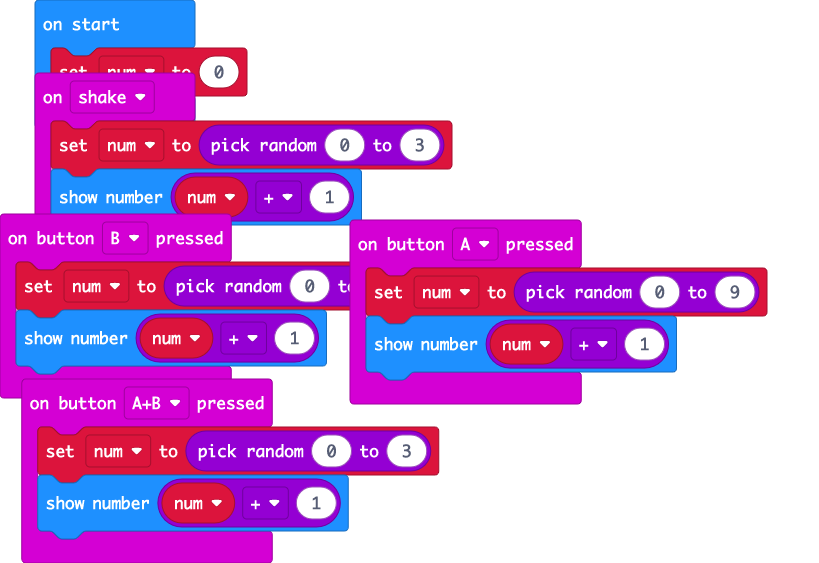 on start
set num to 0
on shake
set num to pick random 0 to 3
show number num + 1
on button B pressed
set num to pick random 0 to
show number num + 1
on button A pressed
set num to pick random 0 to 9
show number num + 1
on button A+B pressed
set num to pick random 0 to 3
show number num + 1